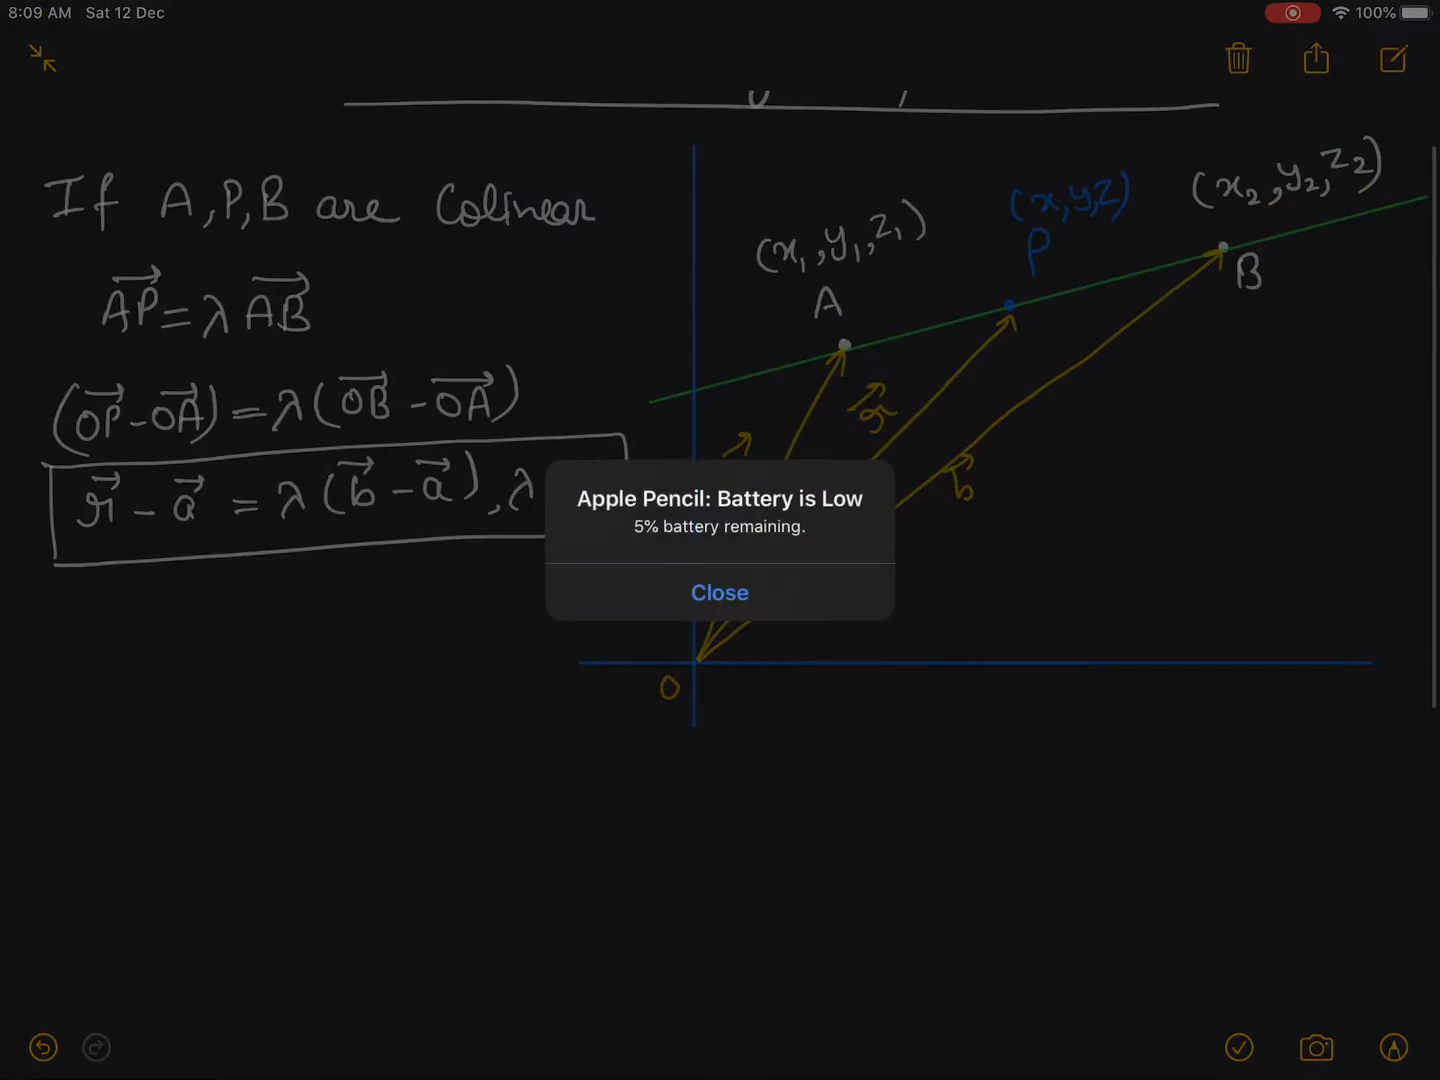 8:09 AM Sat 12 Dec
100%
If A,P,B are Colinear
AP = λ AB
(OP - OA) = λ (OB - OA)
r - a = λ (b - a), λ
(x₁, y₁, z₁)
A
(x, y, z)
P
(x₂, y₂, z₂)
B
r
b
O
Apple Pencil: Battery is Low
5% battery remaining.
Close